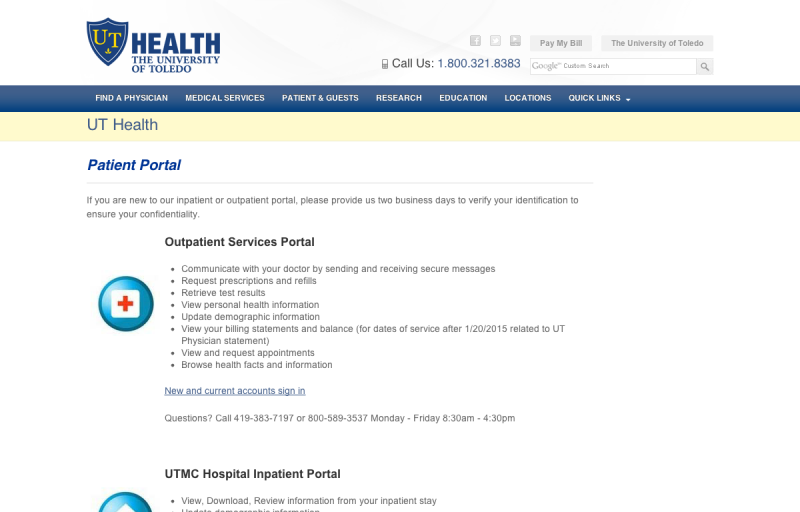 UT
HEALTH
THE UNIVERSITY
OF TOLEDO
Pay My Bill
The University of Toledo
Call Us: 1.800.321.8383
Google™ Custom Search
FIND A PHYSICIAN MEDICAL SERVICES PATIENT & GUESTS RESEARCH EDUCATION LOCATIONS QUICK LINKS
UT Health
Patient Portal
If you are new to our inpatient or outpatient portal, please provide us two business days to verify your identification to
ensure your confidentiality.
Outpatient Services Portal
• Communicate with your doctor by sending and receiving secure messages
• Request prescriptions and refills
• Retrieve test results
• View personal health information
• Update demographic information
• View your billing statements and balance (for dates of service after 1/20/2015 related to UT
Physician statement)
• View and request appointments
• Browse health facts and information
New and current accounts sign in
Questions? Call 419-383-7197 or 800-589-3537 Monday - Friday 8:30am - 4:30pm
UTMC Hospital Inpatient Portal
• View, Download, Review information from your inpatient stay
• Update demographic information